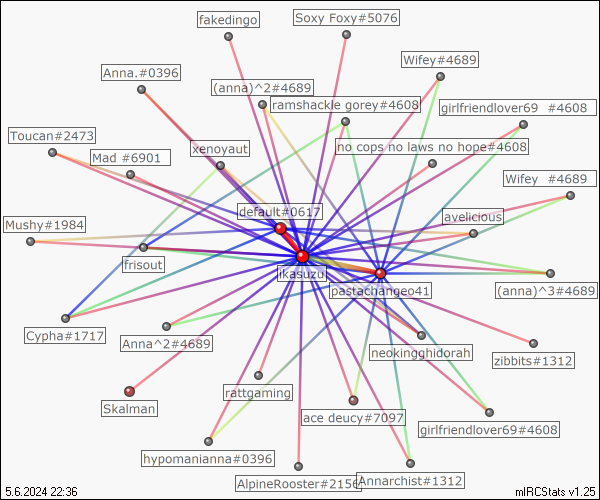 fakedingo
Soxy Foxy#5076
Wifey#4689
Anna.#0396
(anna)^2#4689
ramshackle gorey#4608
girlfriendlover69 #4608
Toucan#2473
xenoyaut
no cops no laws no hope#4608
Mad #6901
Wifey #4689
default#0617
avelicious
Mushy#1984
frisout
ikasuzu
pastachangeo41
(anna)^3#4689
Cypha#1717
Anna^2#4689
neokingghidorah
zibbits#1312
rattgaming
Skalman
ace deucy#7097
girlfriendlover69#4608
hypomanianna#0396
AlpineRooster#2156
Annarchist#1312
5.6.2024 22:36
mIRCStats v1.25